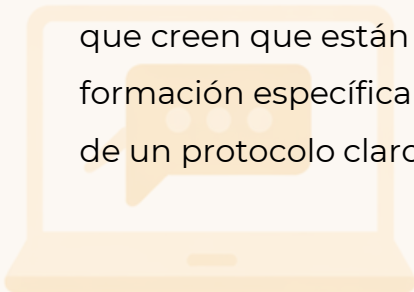 que creen que están
formación específica
de un protocolo claro